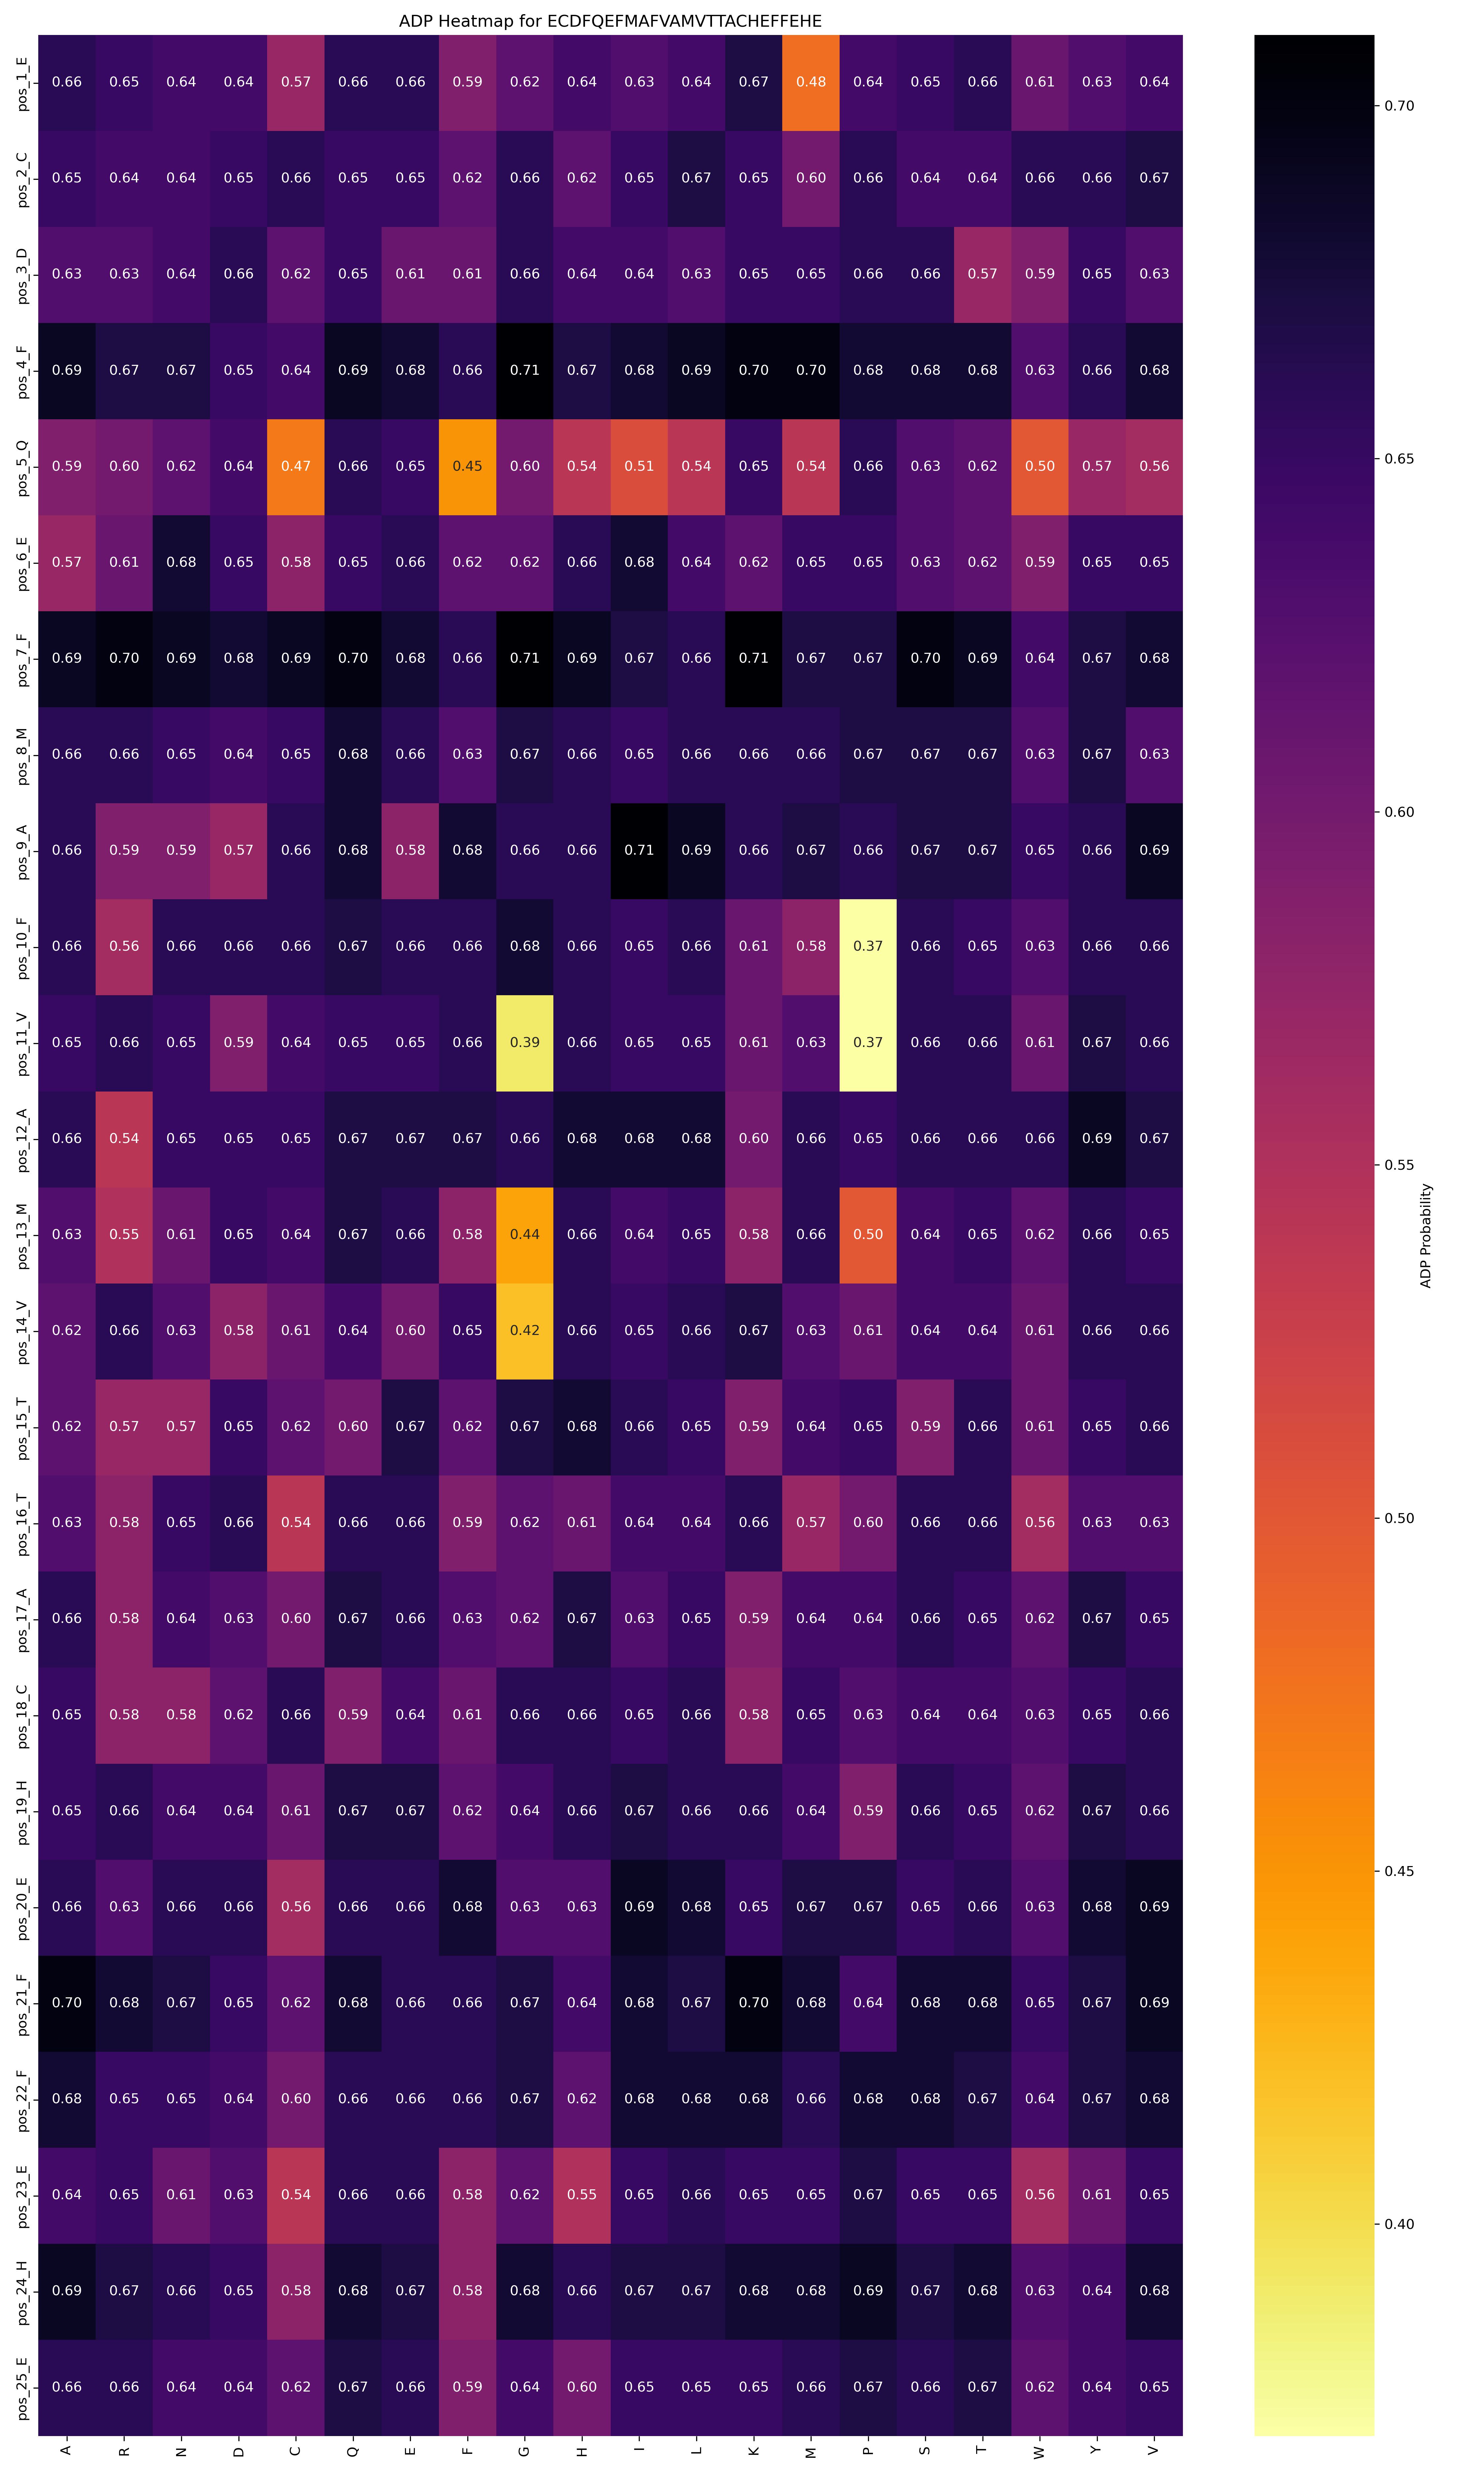 ADP Heatmap for ECDFQEFMAFVAMVTTACHEFFEHE
pos_1_E 0.66 0.65 0.64 0.64 0.57 0.66 0.66 0.59 0.62 0.64 0.63 0.64 0.67 0.48 0.64 0.65 0.66 0.61 0.63 0.64
pos_2_C 0.65 0.64 0.64 0.65 0.66 0.65 0.65 0.62 0.66 0.62 0.65 0.67 0.65 0.60 0.66 0.64 0.64 0.66 0.66 0.67
pos_3_D 0.63 0.63 0.64 0.66 0.62 0.65 0.61 0.61 0.66 0.64 0.64 0.63 0.65 0.65 0.66 0.66 0.57 0.59 0.65 0.63
pos_4_F 0.69 0.67 0.67 0.65 0.64 0.69 0.68 0.66 0.71 0.67 0.68 0.69 0.70 0.70 0.68 0.68 0.68 0.63 0.66 0.68
pos_5_Q 0.59 0.60 0.62 0.64 0.47 0.66 0.65 0.45 0.60 0.54 0.51 0.54 0.65 0.54 0.66 0.63 0.62 0.50 0.57 0.56
pos_6_E 0.57 0.61 0.68 0.65 0.58 0.65 0.66 0.62 0.62 0.66 0.68 0.64 0.62 0.65 0.65 0.63 0.62 0.59 0.65 0.65
pos_7_F 0.69 0.70 0.69 0.68 0.69 0.70 0.68 0.66 0.71 0.69 0.67 0.66 0.71 0.67 0.67 0.70 0.69 0.64 0.67 0.68
pos_8_M 0.66 0.66 0.65 0.64 0.65 0.68 0.66 0.63 0.67 0.66 0.65 0.66 0.66 0.66 0.67 0.67 0.67 0.63 0.67 0.63
pos_9_A 0.66 0.59 0.59 0.57 0.66 0.68 0.58 0.68 0.66 0.66 0.71 0.69 0.66 0.67 0.66 0.67 0.67 0.65 0.66 0.69
pos_10_F 0.66 0.56 0.66 0.66 0.66 0.67 0.66 0.66 0.68 0.66 0.65 0.66 0.61 0.58 0.37 0.66 0.65 0.63 0.66 0.66
pos_11_V 0.65 0.66 0.65 0.59 0.64 0.65 0.65 0.66 0.39 0.66 0.65 0.65 0.61 0.63 0.37 0.66 0.66 0.61 0.67 0.66
pos_12_A 0.66 0.54 0.65 0.65 0.65 0.67 0.67 0.67 0.66 0.68 0.68 0.68 0.60 0.66 0.65 0.66 0.66 0.66 0.69 0.67
pos_13_M 0.63 0.55 0.61 0.65 0.64 0.67 0.66 0.58 0.44 0.66 0.64 0.65 0.58 0.66 0.50 0.64 0.65 0.62 0.66 0.65
pos_14_V 0.62 0.66 0.63 0.58 0.61 0.64 0.60 0.65 0.42 0.66 0.65 0.66 0.67 0.63 0.61 0.64 0.64 0.61 0.66 0.66
pos_15_T 0.62 0.57 0.57 0.65 0.62 0.60 0.67 0.62 0.67 0.68 0.66 0.65 0.59 0.64 0.65 0.59 0.66 0.61 0.65 0.66
pos_16_T 0.63 0.58 0.65 0.66 0.54 0.66 0.66 0.59 0.62 0.61 0.64 0.64 0.66 0.57 0.60 0.66 0.66 0.56 0.63 0.63
pos_17_A 0.66 0.58 0.64 0.63 0.60 0.67 0.66 0.63 0.62 0.67 0.63 0.65 0.59 0.64 0.64 0.66 0.65 0.62 0.67 0.65
pos_18_C 0.65 0.58 0.58 0.62 0.66 0.59 0.64 0.61 0.66 0.66 0.65 0.66 0.58 0.65 0.63 0.64 0.64 0.63 0.65 0.66
pos_19_H 0.65 0.66 0.64 0.64 0.61 0.67 0.67 0.62 0.64 0.66 0.67 0.66 0.66 0.64 0.59 0.66 0.65 0.62 0.67 0.66
pos_20_E 0.66 0.63 0.66 0.66 0.56 0.66 0.66 0.68 0.63 0.63 0.69 0.68 0.65 0.67 0.67 0.65 0.66 0.63 0.68 0.69
pos_21_F 0.70 0.68 0.67 0.65 0.62 0.68 0.66 0.66 0.67 0.64 0.68 0.67 0.70 0.68 0.64 0.68 0.68 0.65 0.67 0.69
pos_22_F 0.68 0.65 0.65 0.64 0.60 0.66 0.66 0.66 0.67 0.62 0.68 0.68 0.68 0.66 0.68 0.68 0.67 0.64 0.67 0.68
pos_23_E 0.64 0.65 0.61 0.63 0.54 0.66 0.66 0.58 0.62 0.55 0.65 0.66 0.65 0.65 0.67 0.65 0.65 0.56 0.61 0.65
pos_24_H 0.69 0.67 0.66 0.65 0.58 0.68 0.67 0.58 0.68 0.66 0.67 0.67 0.68 0.68 0.69 0.67 0.68 0.63 0.64 0.68
pos_25_E 0.66 0.66 0.64 0.64 0.62 0.67 0.66 0.59 0.64 0.60 0.65 0.65 0.65 0.66 0.67 0.66 0.67 0.62 0.64 0.65
A R N D C Q E F G H I L K M P S T W Y V
0.70
0.65
0.60
0.55
0.50
0.45
0.40
ADP Probability